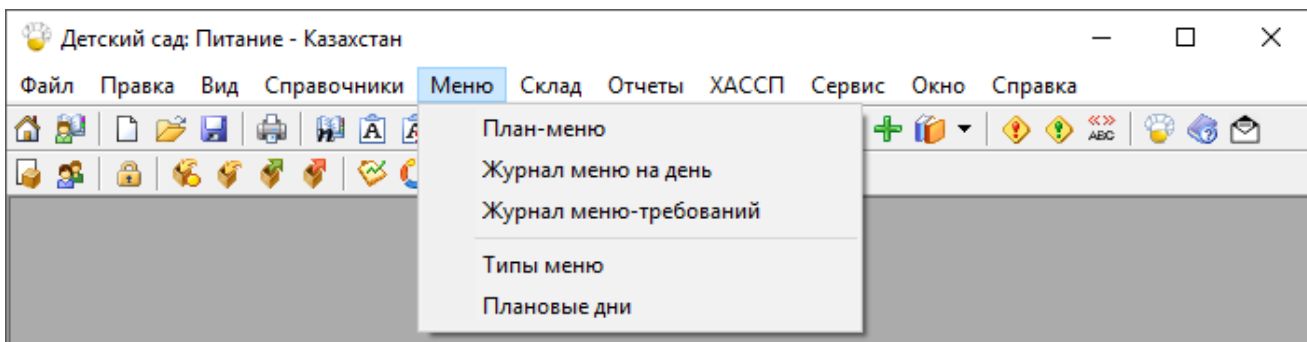 Детский сад: Питание - Казахстан
Файл Правка Вид Справочники Меню Склад Отчеты ХАССП Сервис Окно Справка
План-меню
Журнал меню на день
Журнал меню-требований
Типы меню
Плановые дни
ABC